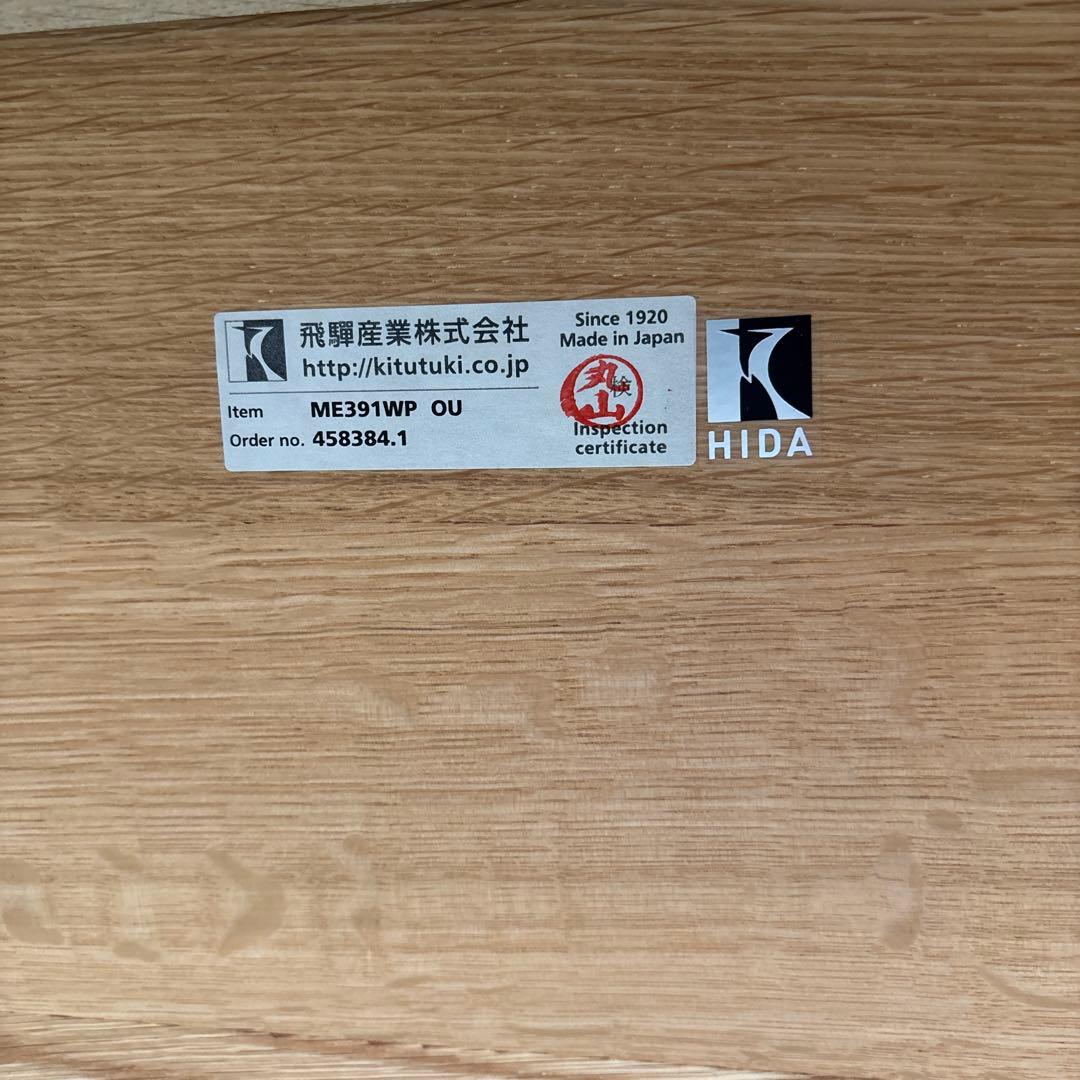 飛驒産業株式会社
http://kitutuki.co.jp
Item ME391WP OU
Order no. 458384.1
Since 1920
Made in Japan
丸
検
山
Inspection
certificate
HIDA